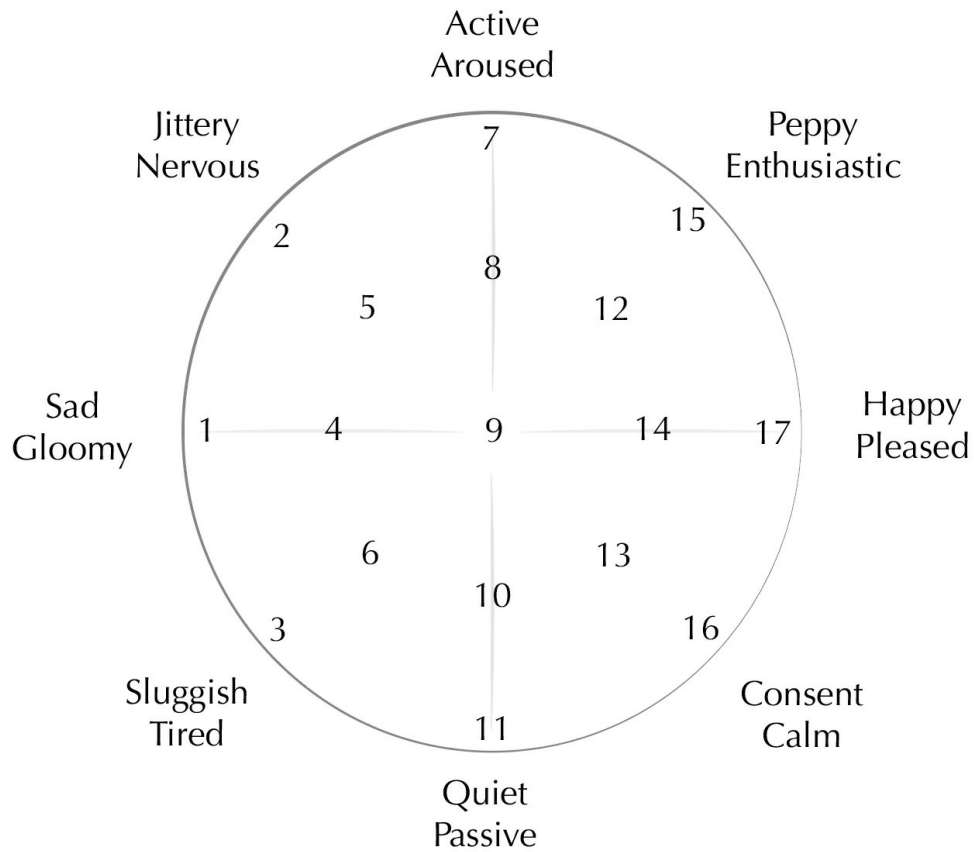 Active
Aroused
Jittery
Nervous
Peppy
Enthusiastic
7
15
2
8
5
12
Sad
Gloomy
1
4
9
14
17
Happy
Pleased
6
13
10
3
16
Sluggish
Tired
11
Consent
Calm
Quiet
Passive